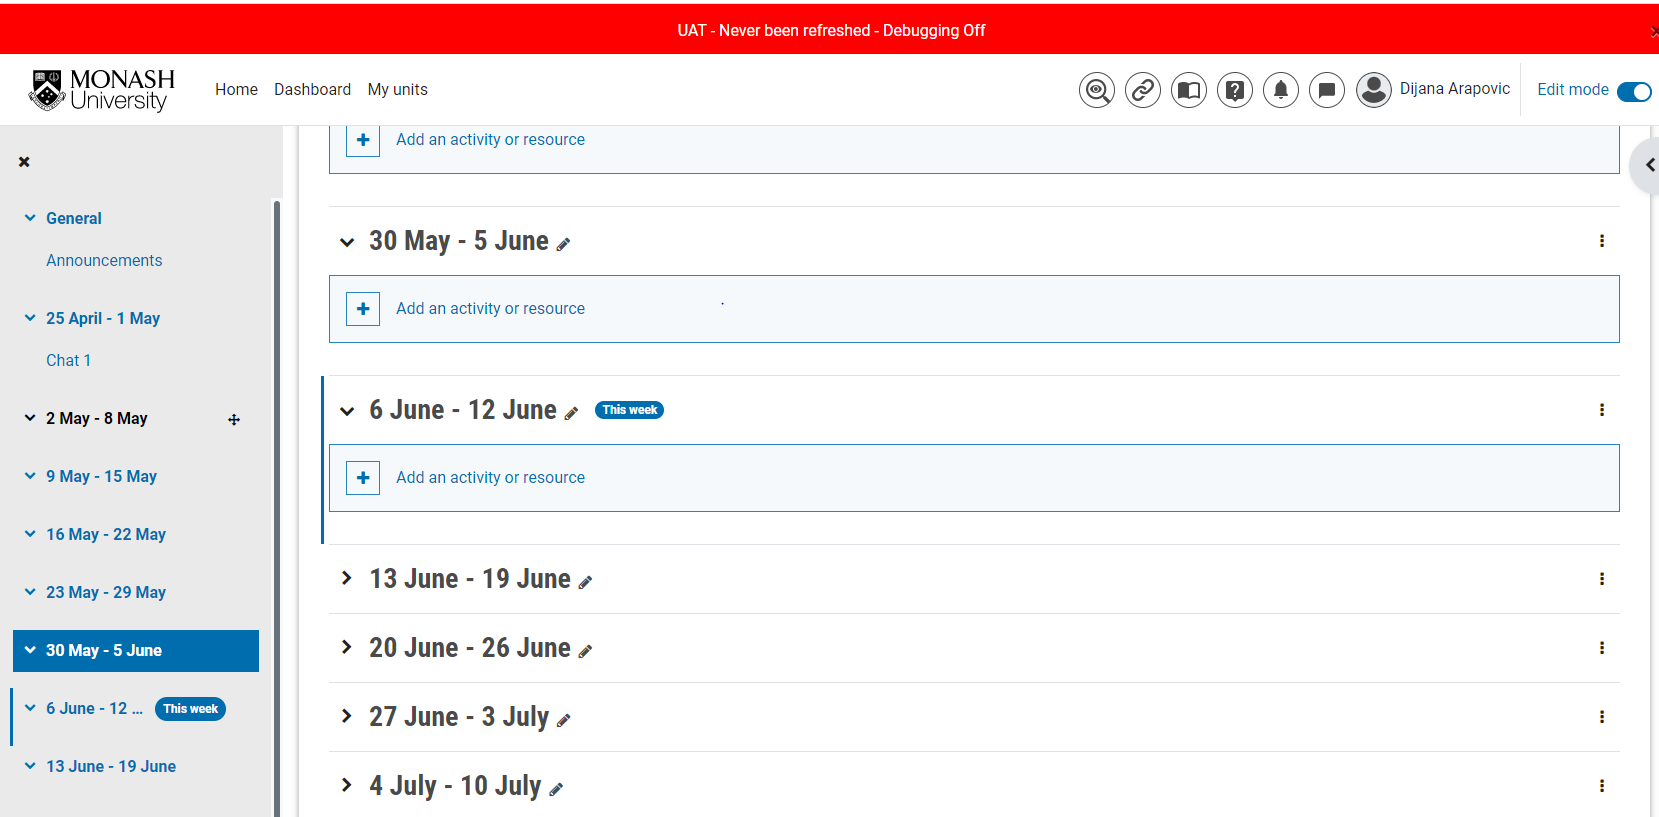 UAT - Never been refreshed - Debugging Off
MONASH University
Home Dashboard My units
Dijana Arapovic
Edit mode
General
Announcements
25 April - 1 May
Chat 1
2 May - 8 May
9 May - 15 May
16 May - 22 May
23 May - 29 May
30 May - 5 June
6 June - 12 ... This week
13 June - 19 June
Add an activity or resource
30 May - 5 June
Add an activity or resource
6 June - 12 June This week
Add an activity or resource
13 June - 19 June
20 June - 26 June
27 June - 3 July
4 July - 10 July